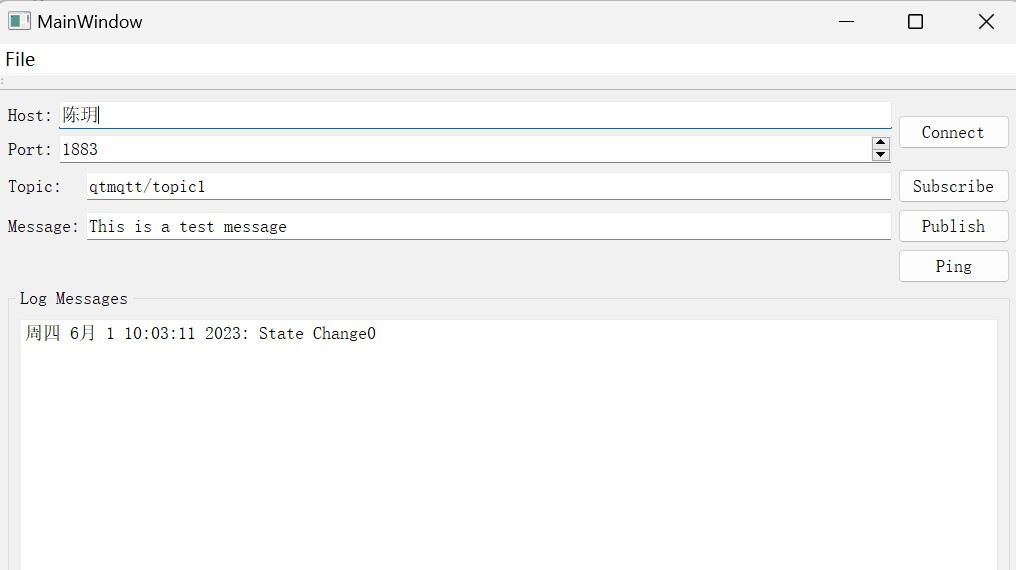 MainWindow
File
Host: 陈玥
Connect
Port: 1883
Topic: qtmqtt/topic1
Subscribe
Message: This is a test message
Publish
Ping
Log Messages
周四 6月 1 10:03:11 2023: State Change0